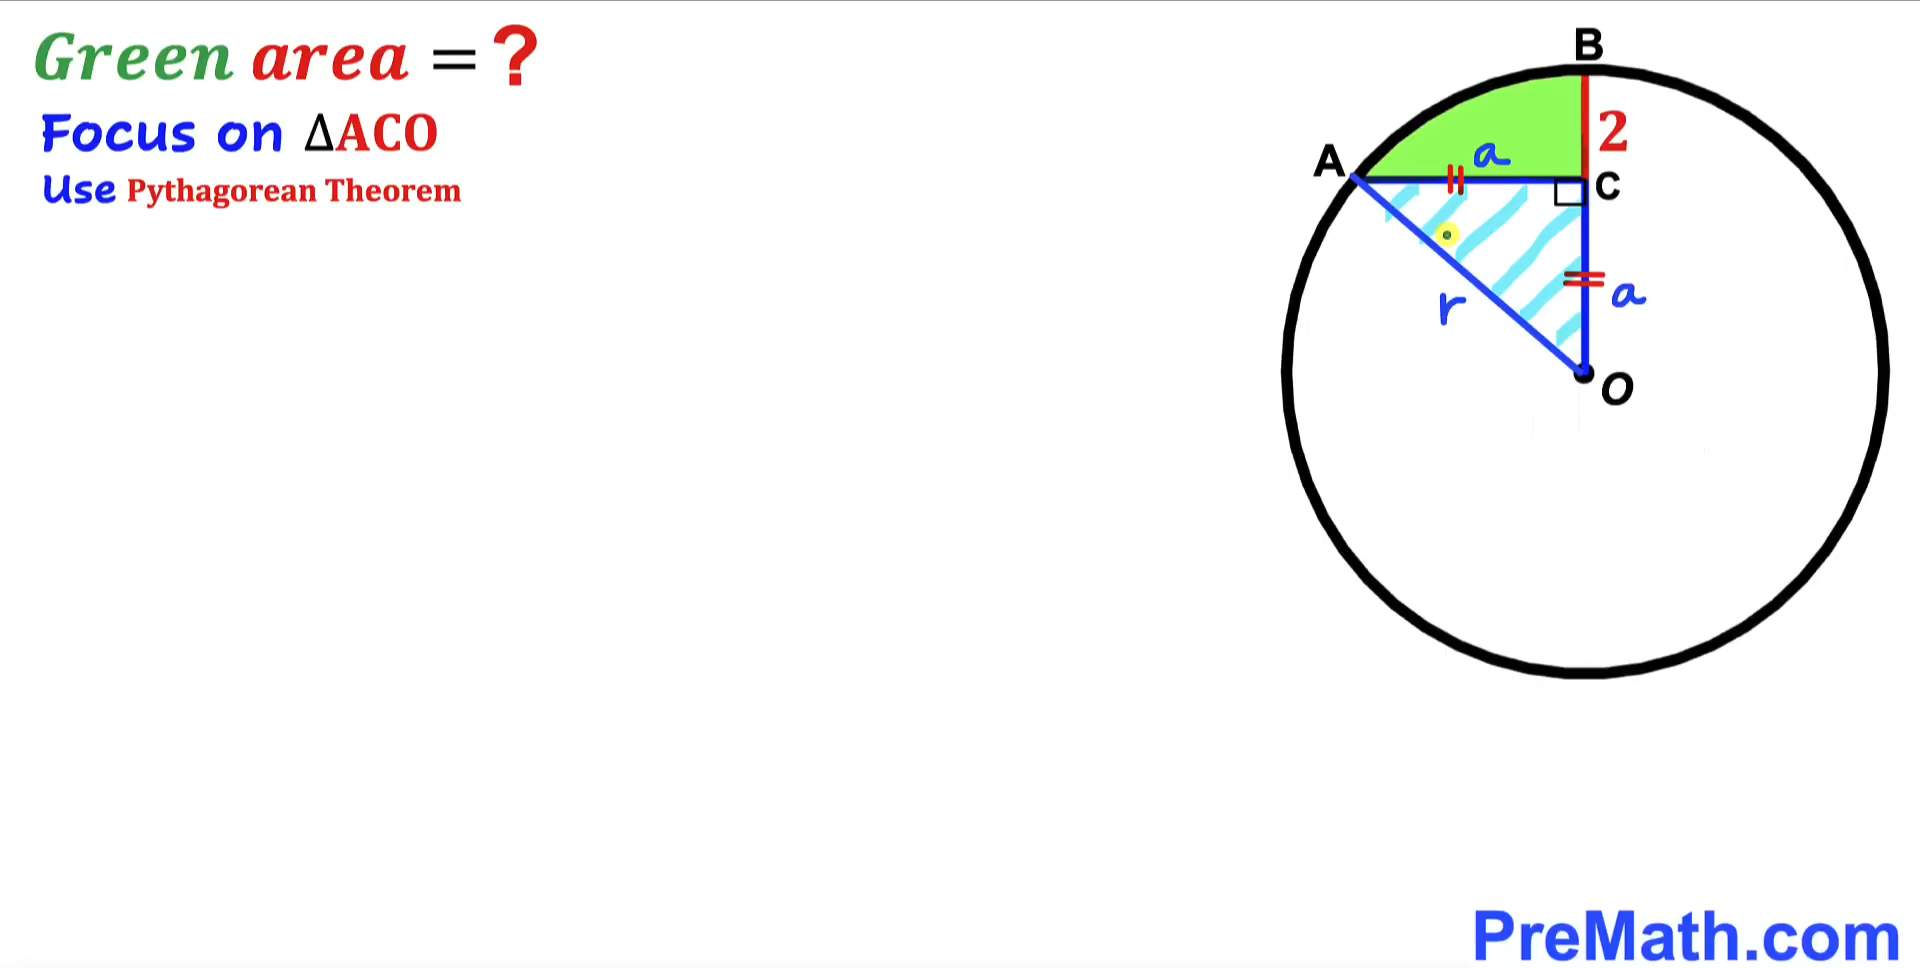 Green area = ?
Focus on ΔACO
Use Pythagorean Theorem
B
2
A
a
C
a
r
O
PreMath.com